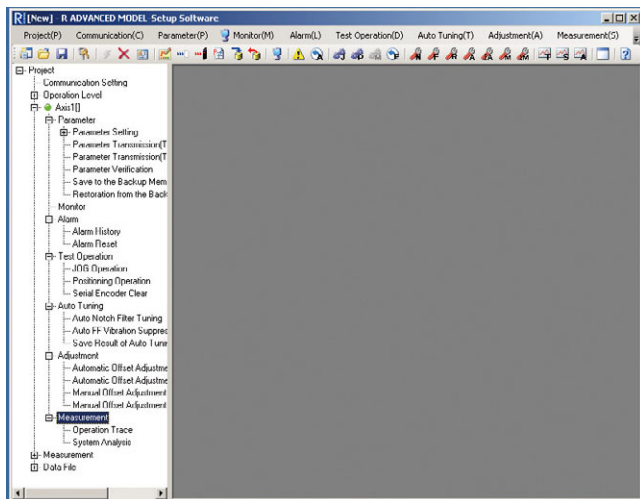 R [New] - R ADVANCED MODEL-Setup Software
Project(P) Communication(C) Parameter(P) Monitor(M) Alarm(L) Test Operation(D) Auto Tuning(T) Adjustment(A) Measurement(S)
Project
Communication Setting
Operation Level
Axis1[]
Parameter
Parameter Setting
Parameter Transmission(T
Parameter Transmission(T
Parameter Verification
Save to the Backup Mem
Restoration from the Back
Monitor
Alarm
Alarm History
Alarm Reset
Test Operation
JOG Operation
Positioning Operation
Serial Encoder Clear
Auto Tuning
Auto Notch Filter Tuning
Auto FF Vibration Suppres
Save Result of Auto Tunin
Adjustment
Automatic Offset Adjustme
Automatic Offset Adjustme
Manual Offset Adjustment
Manual Offset Adjustment
Measurement
Operation Trace
System Analysis
Measurement
Data File